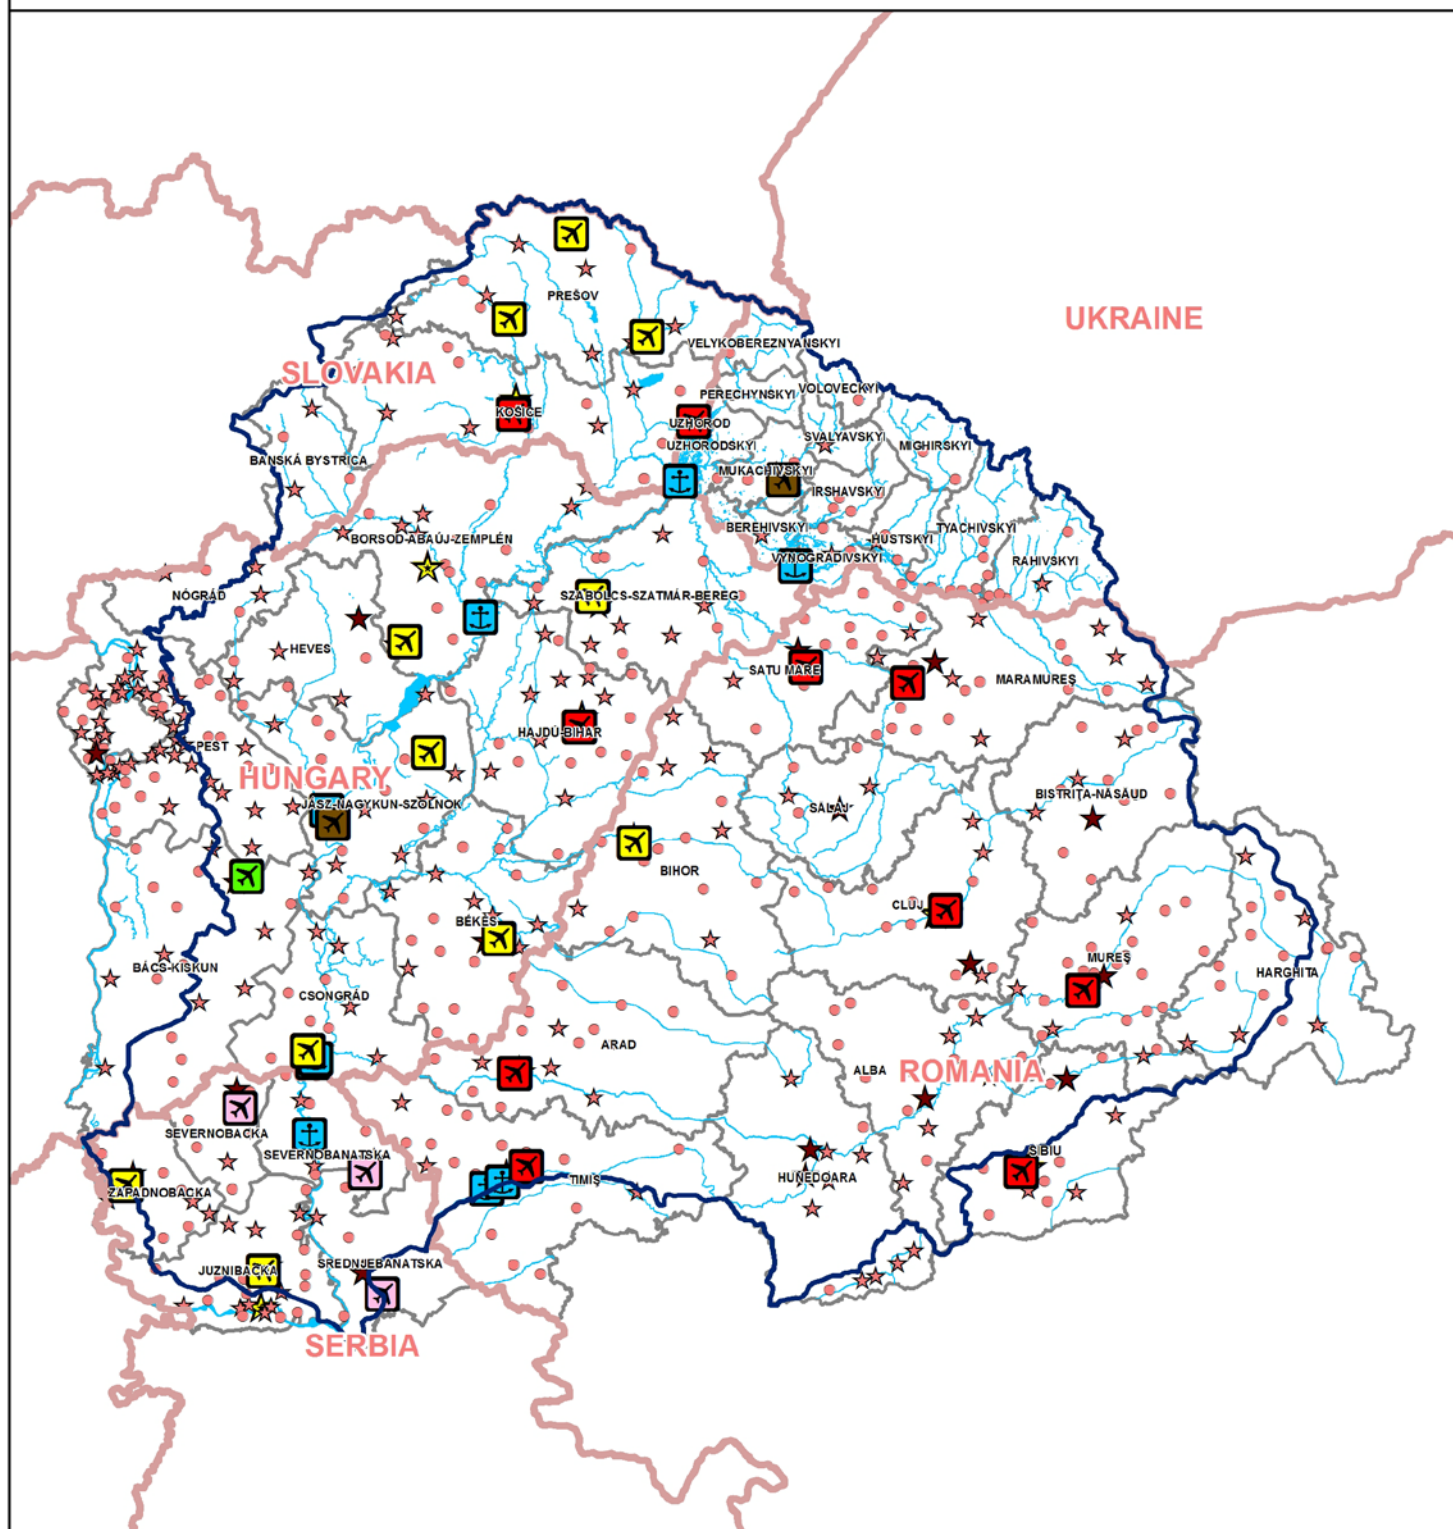 UKRAINE
PREŠOV
VELYKOBEREZNYANSKYI
SLOVAKIA
PERECHYNSKYI
VOLOVECKYI
KOŠICE
UZHOROD
UZHORODSKYI
SVALYAVSKYI
MIGHIRSKYI
BANSKÁ BYSTRICA
MUKACHIVSKYI
IRSHAVSKYI
BEREHIVSKYI
TYACHIVSKYI
BORSOD-ABAÚJ-ZEMPLÉN
HUSTSKYI
VYNOGRADIVSKYI
RAHIVSKYI
NÓGRÁD
SZABOLCS-SZATMÁR-BEREG
HEVES
SATU MARE
MARAMUREȘ
HAJDÚ-BIHAR
PEST
HUNGARY
JÁSZ-NAGYKUN-SZOLNOK
SĂLAJ
BISTRIȚA-NĂSĂUD
BIHOR
CLUJ
BÉKÉS
MUREȘ
BÁCS-KISKUN
HARGHITA
CSONGRÁD
ARAD
ALBA
ROMANIA
SEVERNOBACKA
SEVERNOBANATSKA
SIBIU
HUNEDOARA
TIMIȘ
ZAPADNOBACKA
SREDNJEBANATSKA
JUZNIBACKA
SERBIA